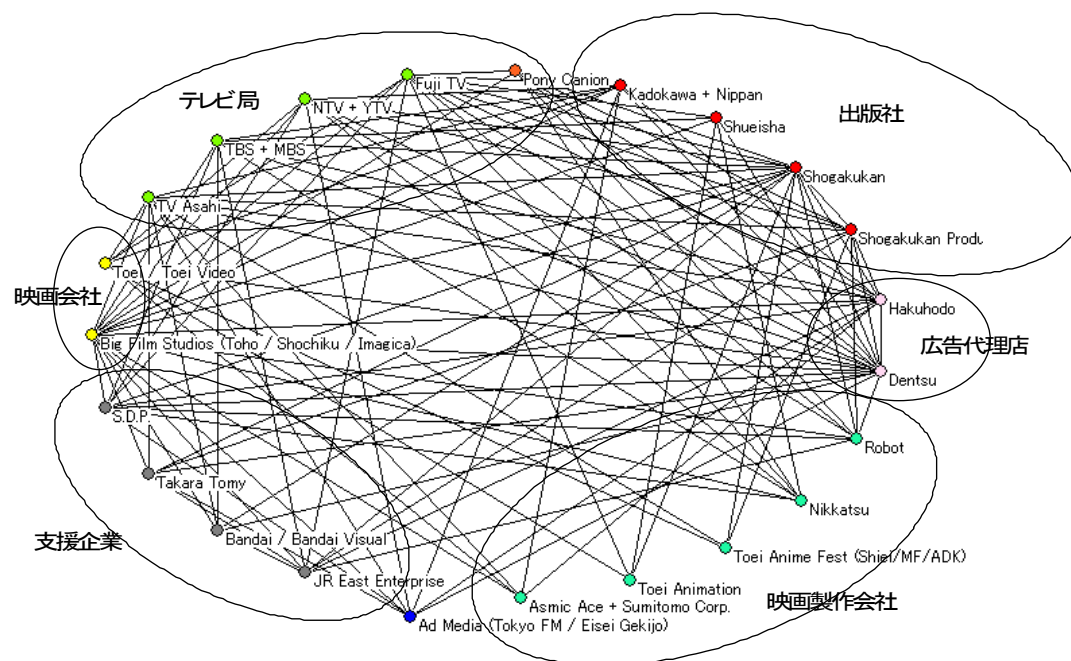 Fuji TV
Pony Canion
テレビ局
NTV + YTV
Kadokawa + Nippan
出版社
Shueisha
TBS + MBS
Shogakukan
TV Asahi
Shogakukan Produ
Toei / Toei Video
映画会社
Hakuhodo
Big Film Studios (Toho / Shochiku / Imagica)
広告代理店
Dentsu
S.D.P.
Robot
Takara Tomy
Nikkatsu
支援企業
Bandai / Bandai Visual
Toei Anime Fest (Shiei/MF/ADK)
JR East Enterprise
Toei Animation
Asmic Ace + Sumitomo Corp.
映画製作会社
Ad Media (Tokyo FM / Eisei Gekijo)